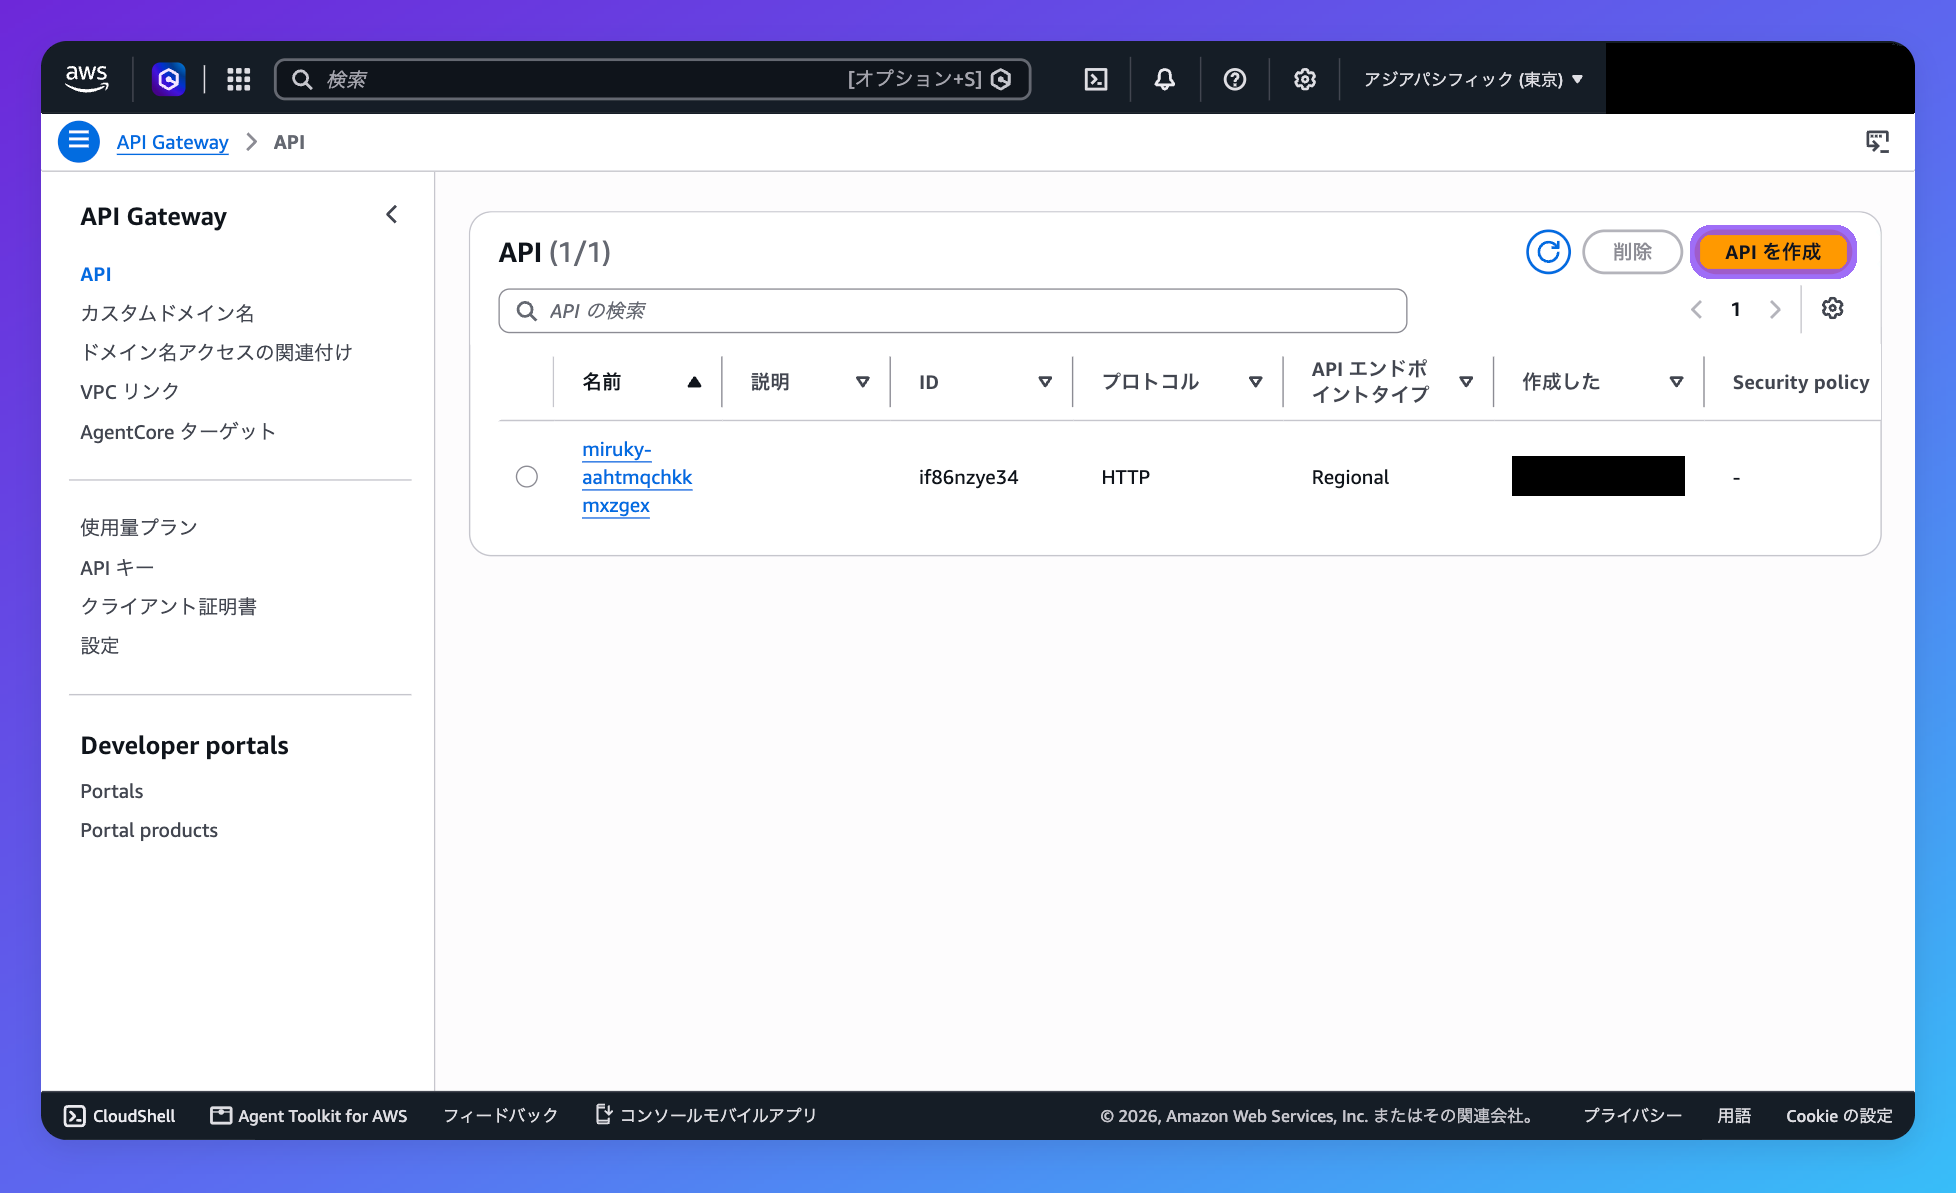 aws
検索
[オプション+S]
アジアパシフィック (東京)
API Gateway
API
API Gateway
API
カスタムドメイン名
ドメイン名アクセスの関連付け
VPC リンク
AgentCore ターゲット
使用量プラン
API キー
クライアント証明書
設定
Developer portals
Portals
Portal products
API (1/1)
削除
API を作成
API の検索
1
名前
説明
ID
プロトコル
API エンドポ
イントタイプ
作成した
Security policy
miruky-
aahtmqchkk
mxzgex
if86nzye34
HTTP
Regional
-
CloudShell
Agent Toolkit for AWS
フィードバック
コンソールモバイルアプリ
© 2026, Amazon Web Services, Inc. またはその関連会社。
プライバシー
用語
Cookie の設定